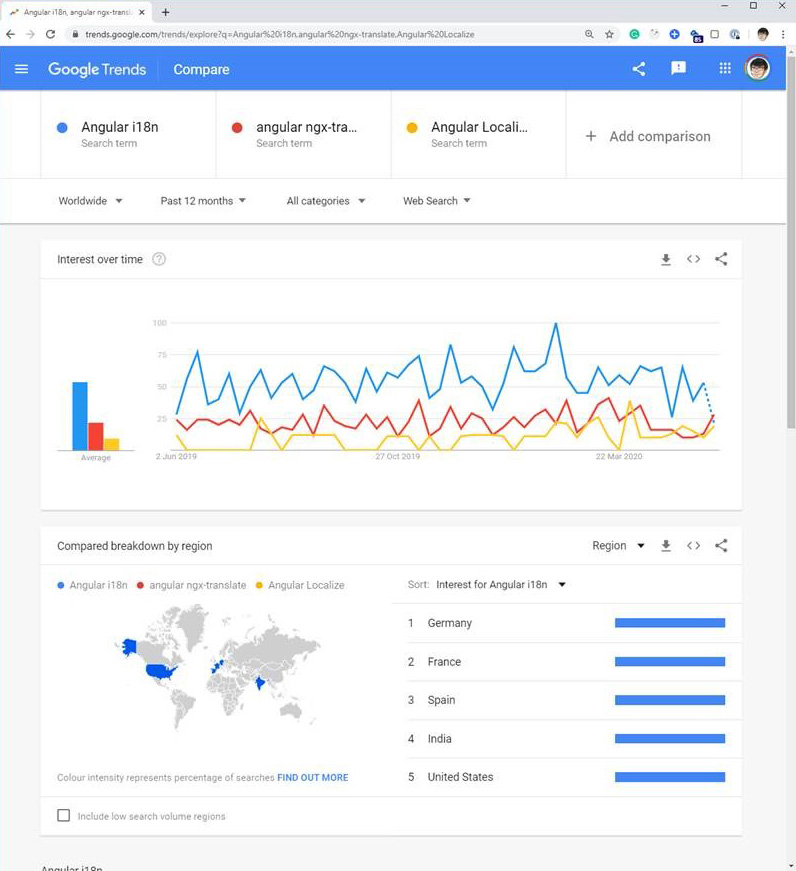 Angular i18n, angular ngx-transl
trends.google.com/trends/explore?q=Angular%20i18n,angular%20ngx-translate,Angular%20Localize
85
Google Trends Compare
Angular i18n
Search term
angular ngx-tra...
Search term
Angular Locali...
Search term
+ Add comparison
Worldwide
Past 12 months
All categories
Web Search
Interest over time
100
75
50
25
Average
2 Jun 2019
27 Oct 2019
22 Mar 2020
Compared breakdown by region
Region
Angular i18n angular ngx-translate Angular Localize
Sort: Interest for Angular i18n
1 Germany
2 France
3 Spain
4 India
5 United States
Colour intensity represents percentage of searches FIND OUT MORE
Include low search volume regions
Angular i18n